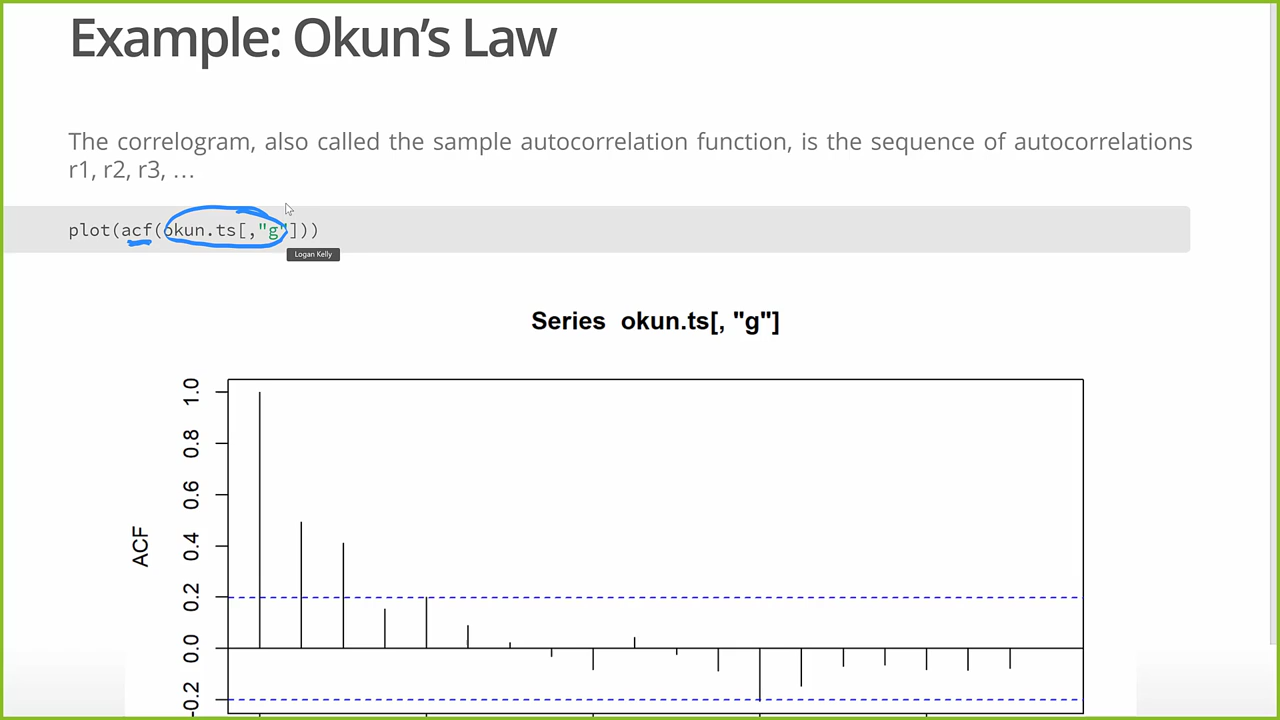 Example: Okun’s Law
The correlogram, also called the sample autocorrelation function, is the sequence of autocorrelations
r1, r2, r3, …
plot(acf(okun.ts[,"g"]))
Logan Kelly
Series okun.ts[, "g"]
1.0
0.8
0.6
0.4
0.2
0.0
-0.2
ACF